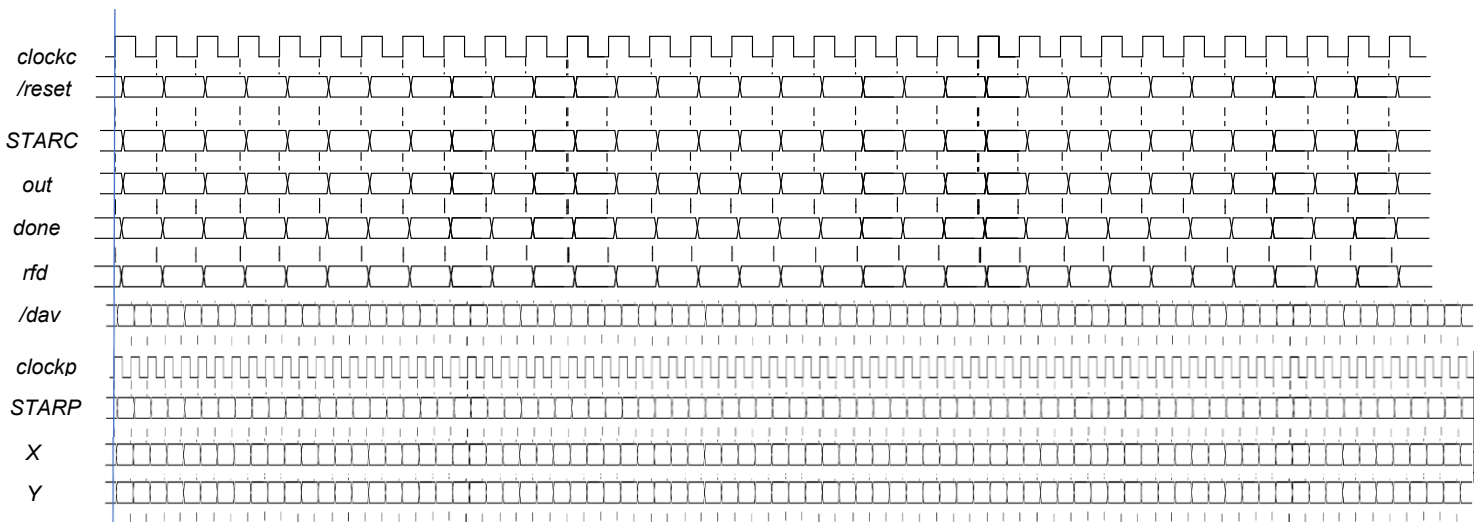 clockc
/reset
STARC
out
done
rfd
/dav
clockp
STARP
X
Y